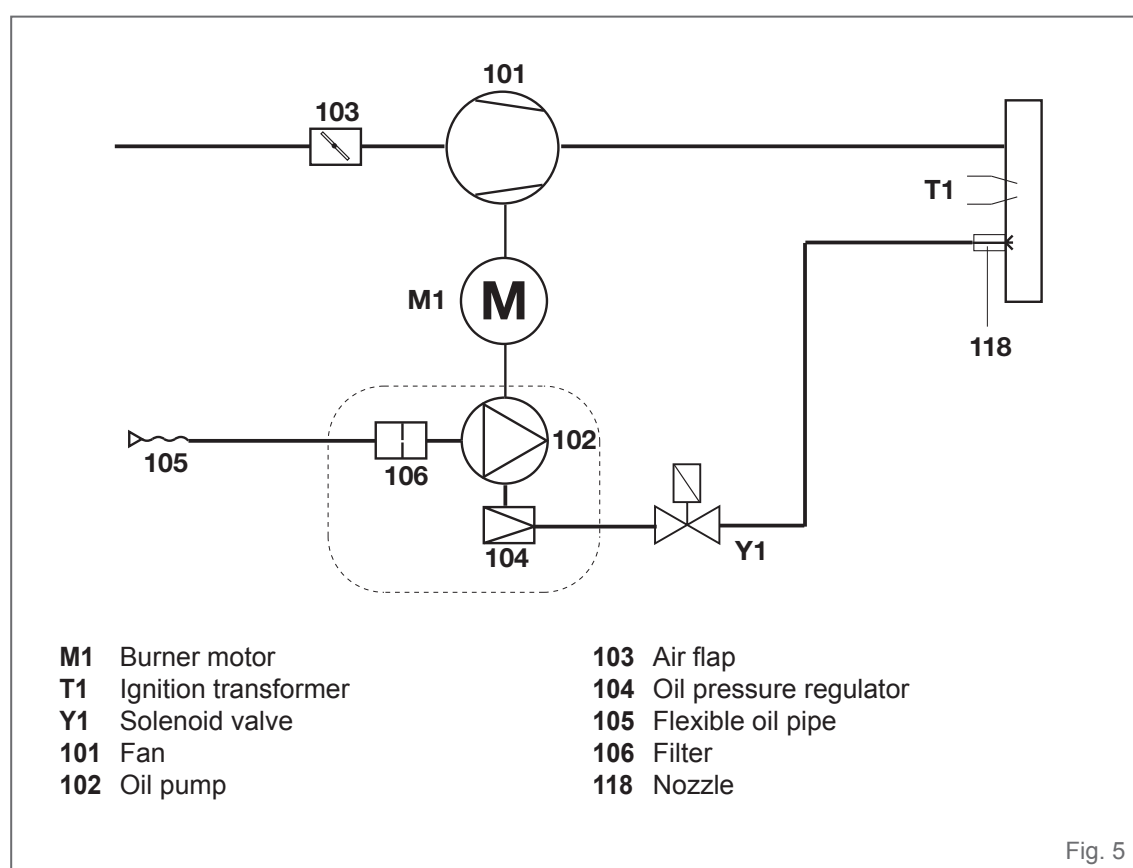 101
103
T1
M1
M
118
102
105
106
104
Y1
M1 Burner motor
T1 Ignition transformer
Y1 Solenoid valve
101 Fan
102 Oil pump
103 Air flap
104 Oil pressure regulator
105 Flexible oil pipe
106 Filter
118 Nozzle
Fig. 5